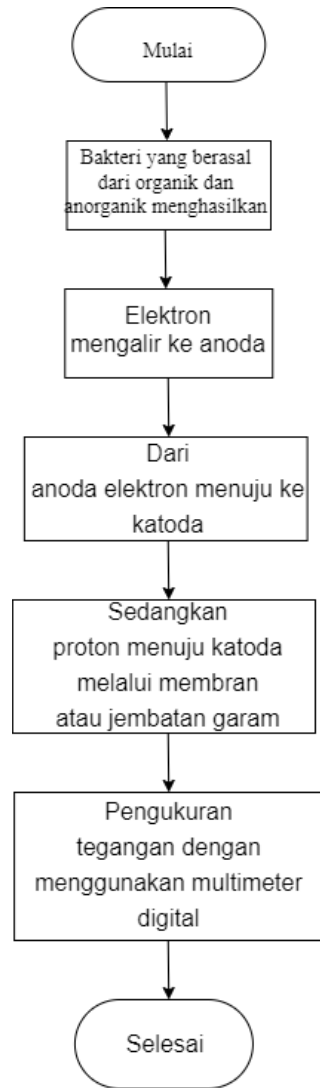 Mulai
Bakteri yang berasal
dari organik dan
anorganik menghasilkan
Elektron
mengalir ke anoda
Dari
anoda elektron menuju ke
katoda
Sedangkan
proton menuju katoda
melalui membran
atau jembatan garam
Pengukuran
tegangan dengan
menggunakan multimeter
digital
Selesai